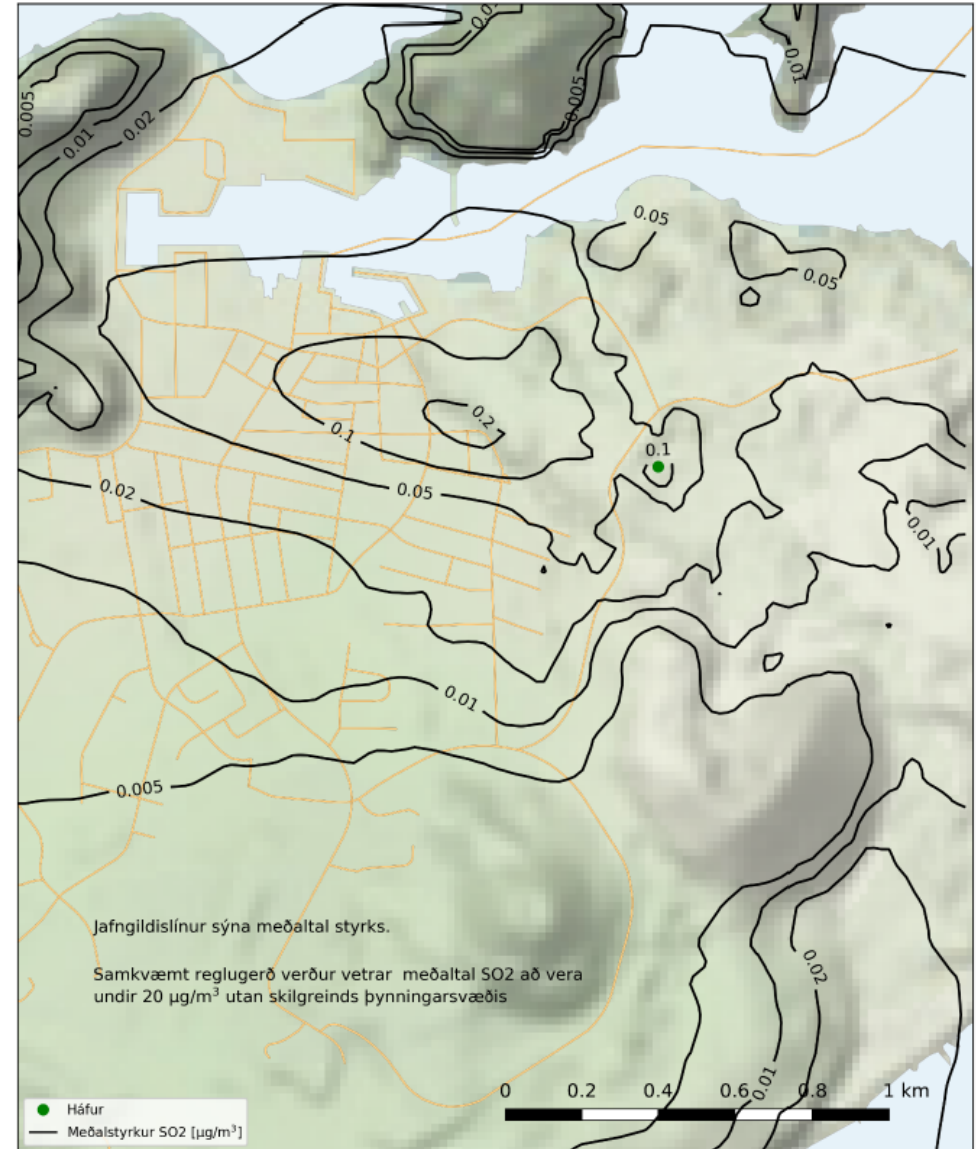 0.01
0.005
0.005
0.01
0.02
0.05
0.05
0.2
0.1
0.1
0.02
0.05
0.01
0.01
0.005
0.02
0.01
Jafngildislínur sýna meðaltal styrks.
Samkvæmt reglugerð verður vetrar meðaltal SO2 að vera
undir 20 µg/m³ utan skilgreinds þynningarsvæðis
0 0.2 0.4 0.6 0.8 1 km
Háfur
Meðalstyrkur SO2 [µg/m³]